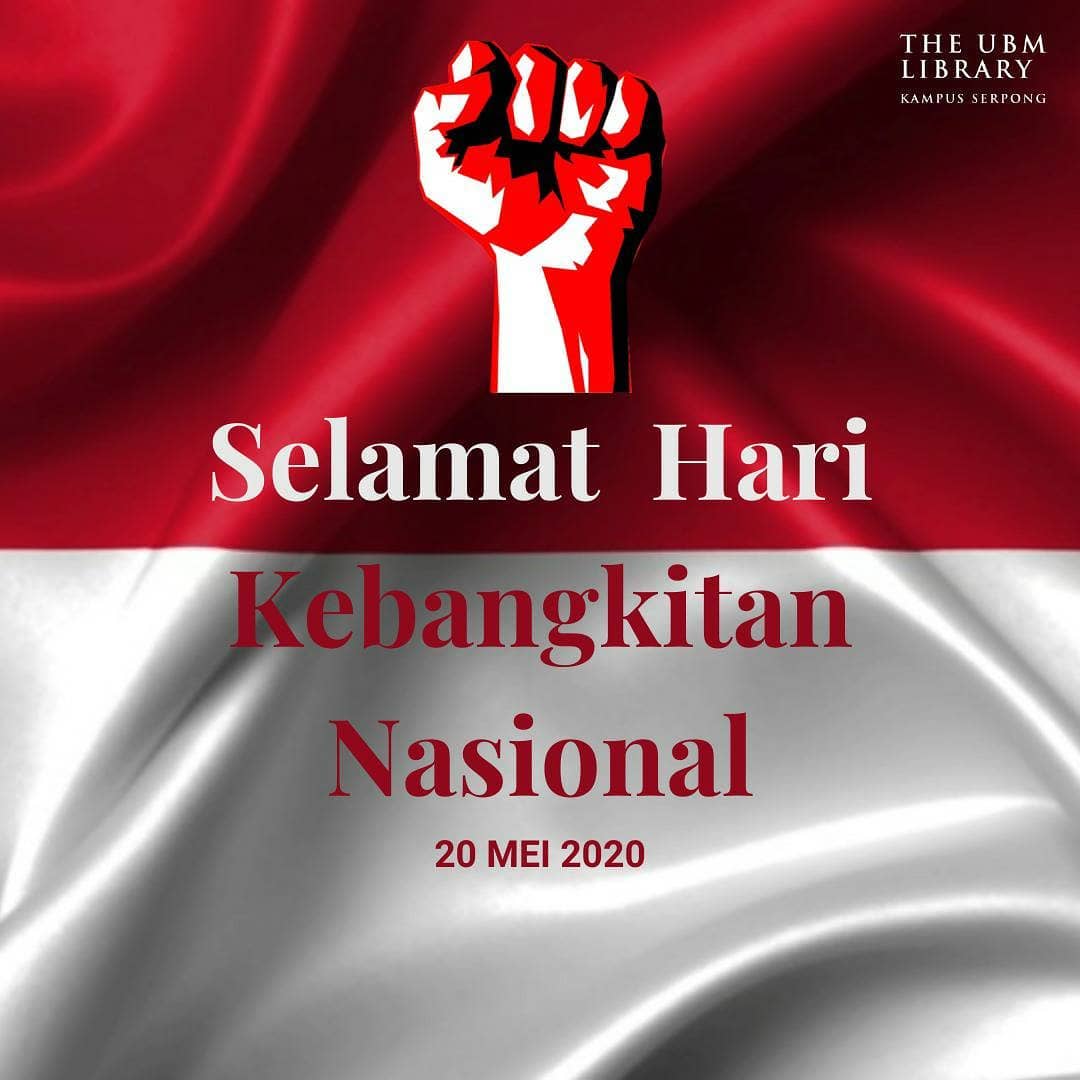 THE UBM
LIBRARY
KAMPUS SERPONG
Selamat Hari
Kebangkitan
Nasional
20 MEI 2020